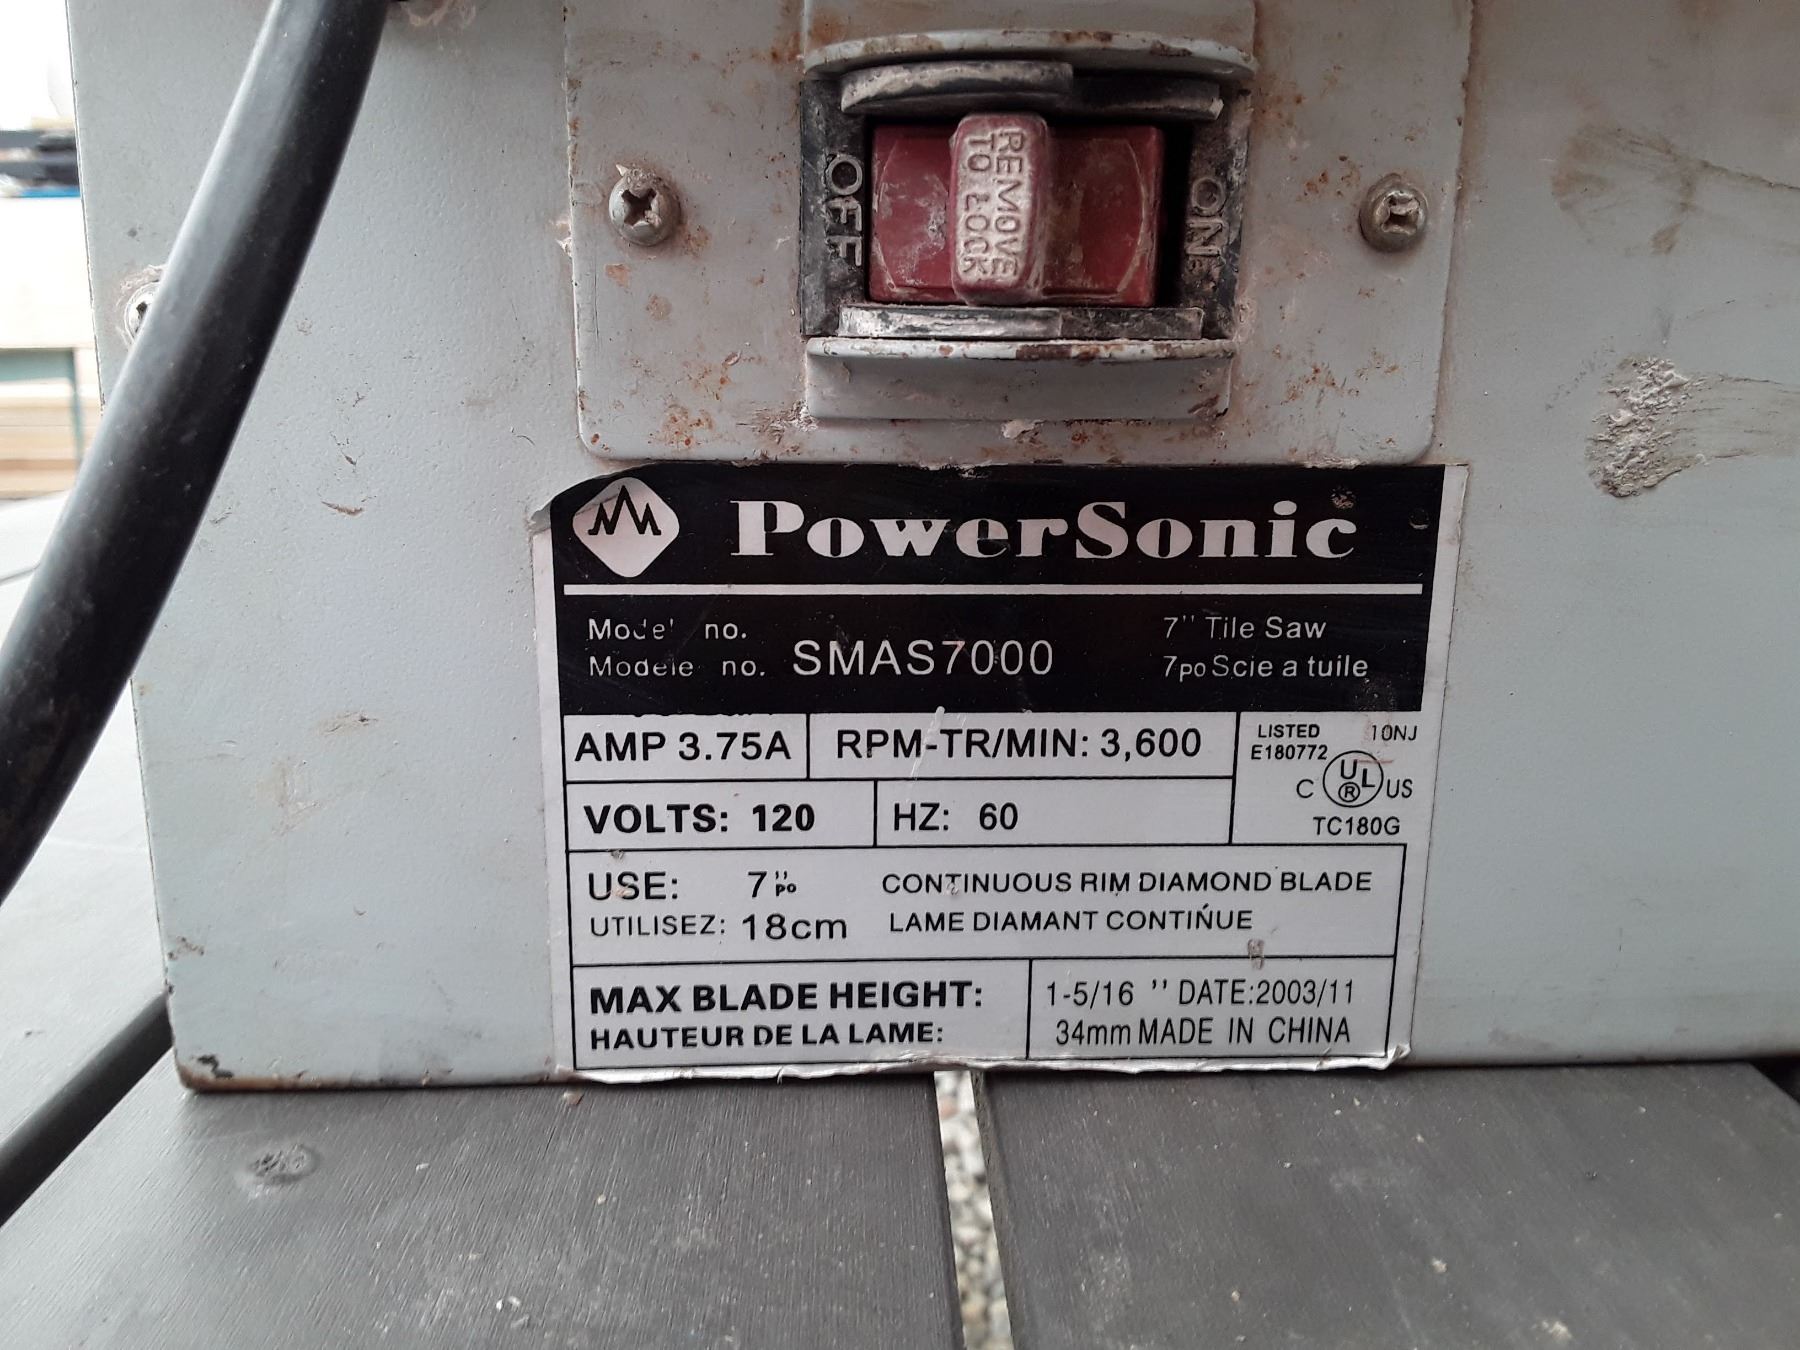 OFF
REMOVE
TO LOCK
ON
PowerSonic
Model no.
Modele no. SMAS7000
7" Tile Saw
7po Scie a tuile
AMP 3.75A
RPM-TR/MIN: 3,600
LISTED 10NJ
E180772
C UL® US
TC180G
VOLTS: 120
HZ: 60
USE: 7"/po CONTINUOUS RIM DIAMOND BLADE
UTILISEZ: 18cm LAME DIAMANT CONTIŃUE
MAX BLADE HEIGHT: 1-5/16 " DATE:2003/11
HAUTEUR DE LA LAME: 34mm MADE IN CHINA